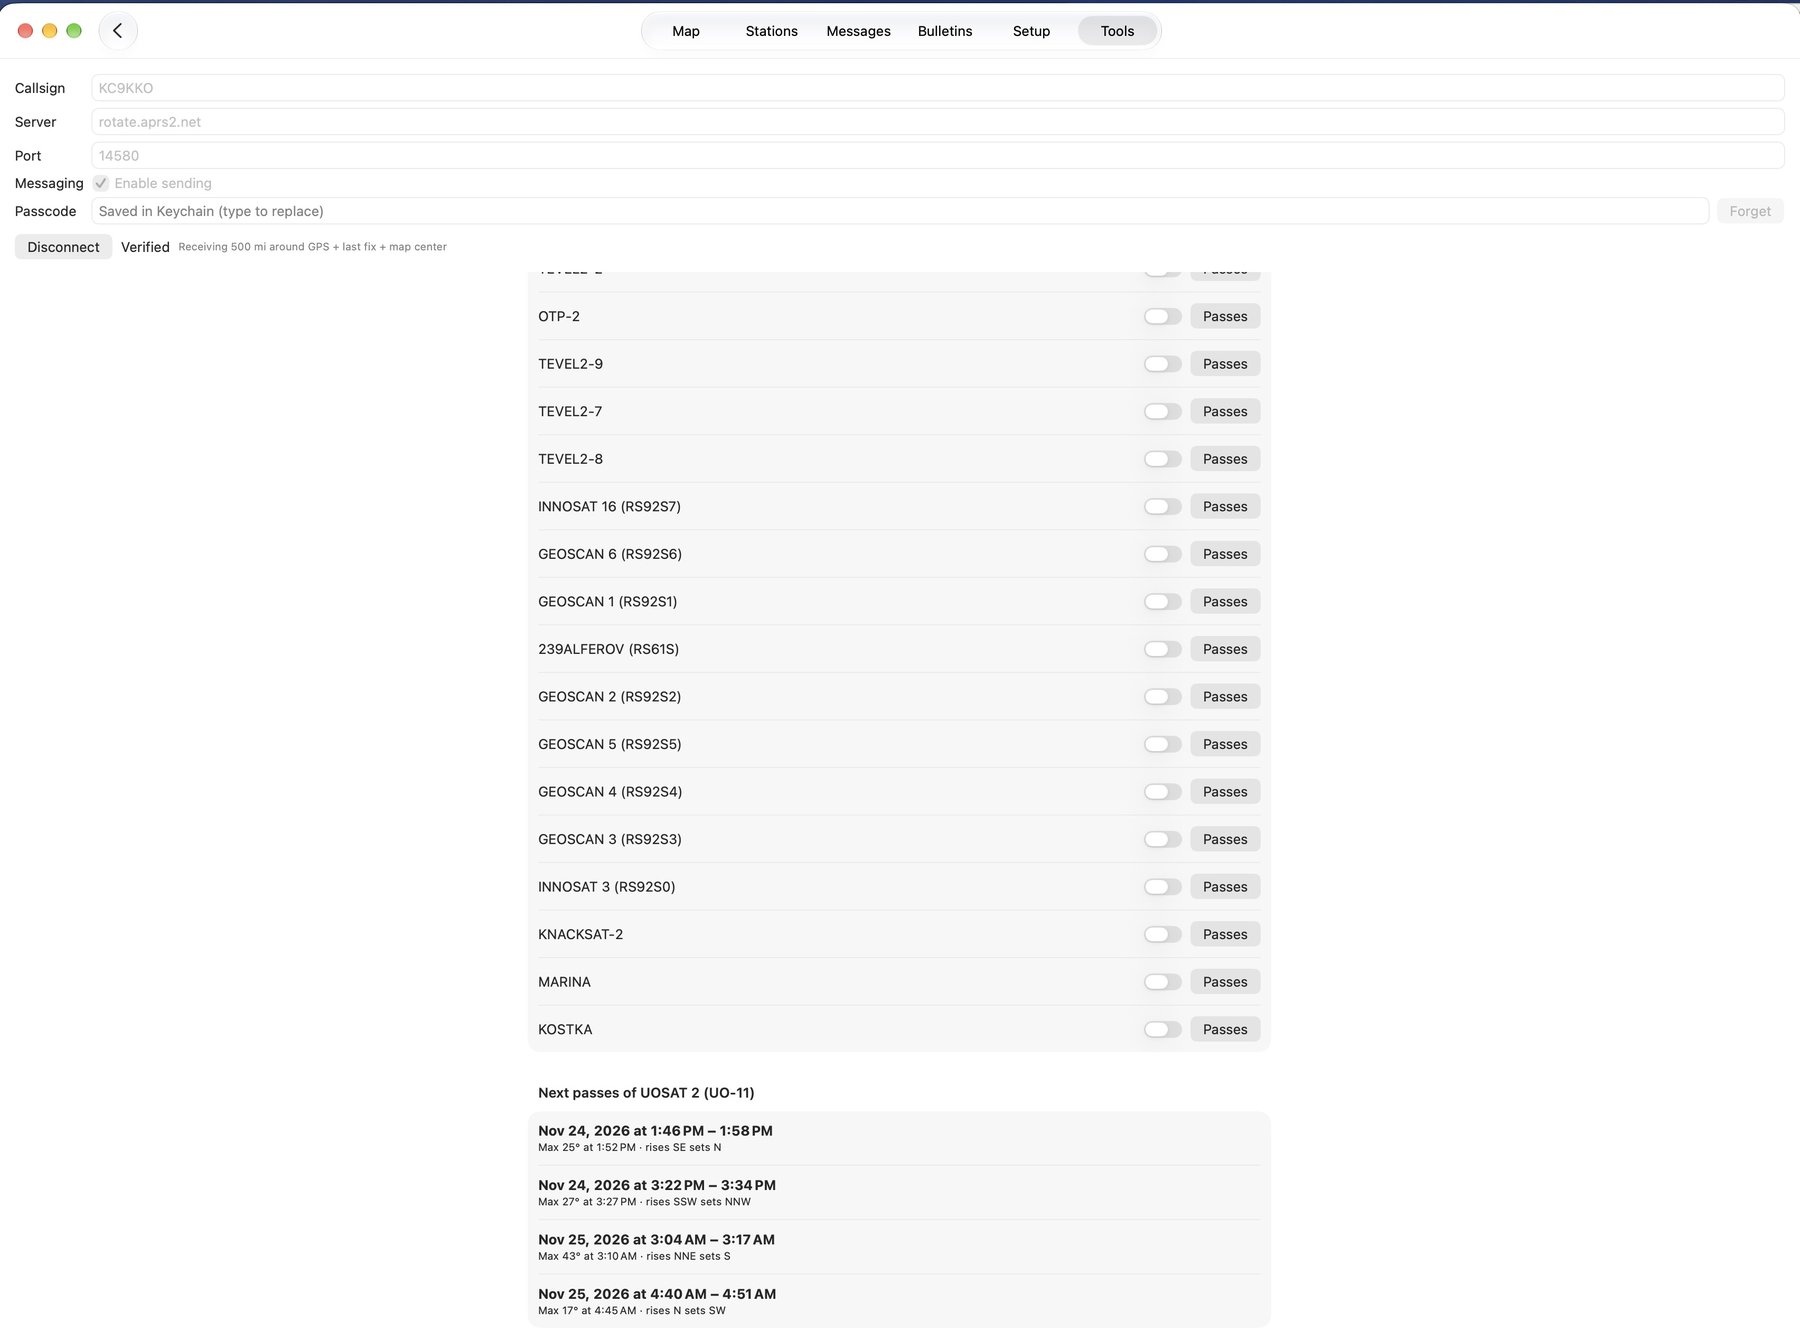 Map Stations Messages Bulletins Setup Tools
Callsign KC9KKO
Server rotate.aprs2.net
Port 14580
Messaging Enable sending
Passcode Saved in Keychain (type to replace) Forget
Disconnect Verified Receiving 500 mi around GPS + last fix + map center
OTP-2 Passes
TEVEL2-9 Passes
TEVEL2-7 Passes
TEVEL2-8 Passes
INNOSAT 16 (RS92S7) Passes
GEOSCAN 6 (RS92S6) Passes
GEOSCAN 1 (RS92S1) Passes
239ALFEROV (RS61S) Passes
GEOSCAN 2 (RS92S2) Passes
GEOSCAN 5 (RS92S5) Passes
GEOSCAN 4 (RS92S4) Passes
GEOSCAN 3 (RS92S3) Passes
INNOSAT 3 (RS92S0) Passes
KNACKSAT-2 Passes
MARINA Passes
KOSTKA Passes
Next passes of UOSAT 2 (UO-11)
Nov 24, 2026 at 1:46 PM – 1:58 PM
Max 25° at 1:52 PM · rises SE sets N
Nov 24, 2026 at 3:22 PM – 3:34 PM
Max 27° at 3:27 PM · rises SSW sets NNW
Nov 25, 2026 at 3:04 AM – 3:17 AM
Max 43° at 3:10 AM · rises NNE sets S
Nov 25, 2026 at 4:40 AM – 4:51 AM
Max 17° at 4:45 AM · rises N sets SW